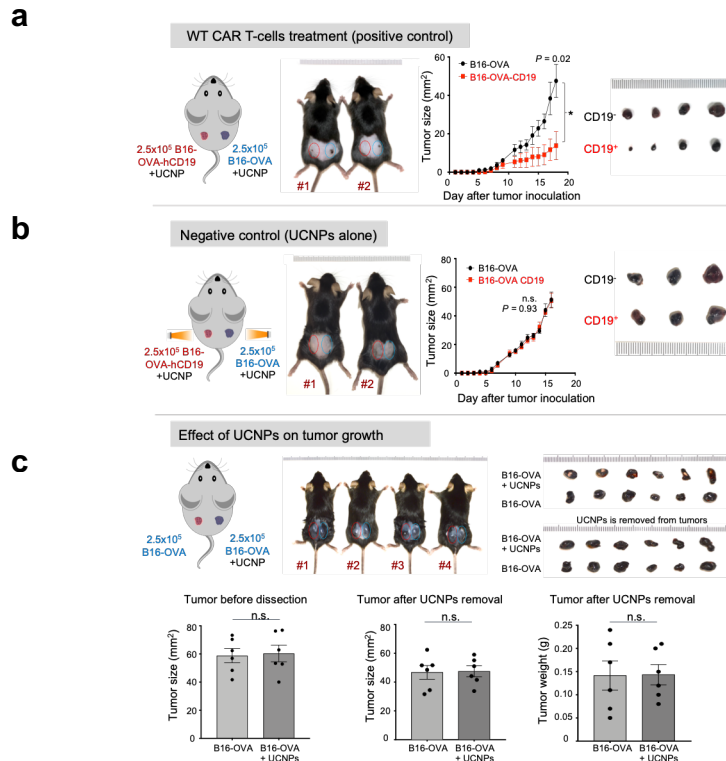 a
WT CAR T-cells treatment (positive control)
2.5x10⁵ B16-
OVA-hCD19
+UCNP
2.5x10⁵
B16-OVA
+UCNP
#1
#2
Tumor size (mm²)
60
40
20
0
B16-OVA
B16-OVA-CD19
P = 0.02
*
0
5
10
15
20
Day after tumor inoculation
CD19⁻
CD19⁺
b
Negative control (UCNPs alone)
2.5x10⁵ B16-
OVA-hCD19
+UCNP
2.5x10⁵
B16-OVA
+UCNP
#1
#2
Tumor size (mm²)
80
60
40
20
0
B16-OVA
B16-OVA CD19
n.s.
P = 0.93
0
5
10
15
20
Day after tumor inoculation
CD19⁻
CD19⁺
Effect of UCNPs on tumor growth
c
2.5x10⁵
B16-OVA
2.5x10⁵
B16-OVA
+UCNP
#1
#2
#3
#4
B16-OVA
+ UCNPs
B16-OVA
UCNPs is removed from tumors
B16-OVA
+ UCNPs
B16-OVA
Tumor before dissection
n.s.
Tumor size (mm²)
80
60
40
20
0
B16-OVA
B16-OVA
+ UCNPs
Tumor after UCNPs removal
n.s.
Tumor size (mm²)
80
60
40
20
0
B16-OVA
B16-OVA
+ UCNPs
Tumor after UCNPs removal
n.s.
Tumor weight (g)
0.25
0.20
0.15
0.10
0.05
0
B16-OVA
B16-OVA
+ UCNPs